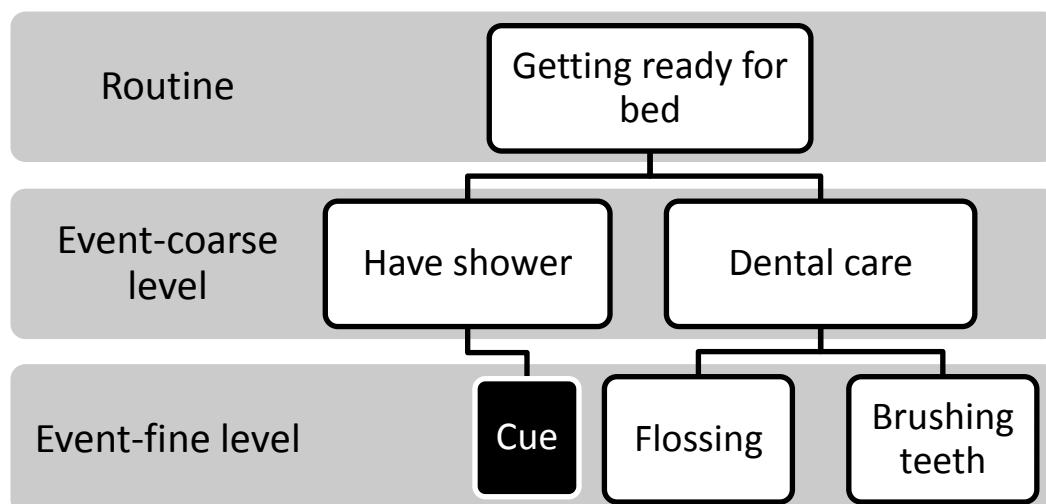 Routine
Getting ready for
bed
Event-coarse
level
Have shower
Dental care
Event-fine level
Cue
Flossing
Brushing
teeth